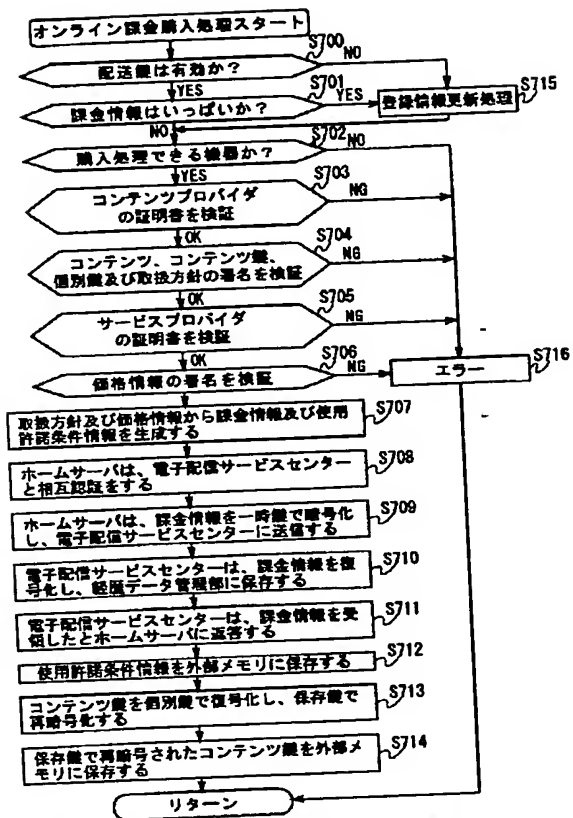 オンライン課金購入処理スタート
S700
配送鍵は有効か?
NO
YES
S701
課金情報はいっぱいか?
YES
S715
登録情報更新処理
NO
S702
購入処理できる機器か?
NO
YES
S703
コンテンツプロバイダ
の証明書を検証
NG
OK
S704
コンテンツ、コンテンツ鍵、
個別鍵及び取扱方針の署名を検証
NG
OK
S705
サービスプロバイダ
の証明書を検証
NG
OK
S706
価格情報の署名を検証
NG
S716
エラー
S707
取扱方針及び価格情報から課金情報及び使用
許諾条件情報を生成する
S708
ホームサーバは、電子配信サービスセンター
と相互認証をする
S709
ホームサーバは、課金情報を一時鍵で暗号化
し、電子配信サービスセンターに送信する
S710
電子配信サービスセンターは、課金情報を復
号化し、経歴データ管理部に保存する
S711
電子配信サービスセンターは、課金情報を受
領したとホームサーバに返答する
S712
使用許諾条件情報を外部メモリに保存する
S713
コンテンツ鍵を個別鍵で復号化し、保存鍵で
再暗号化する
S714
保存鍵で再暗号されたコンテンツ鍵を外部メ
モリに保存する
リターン